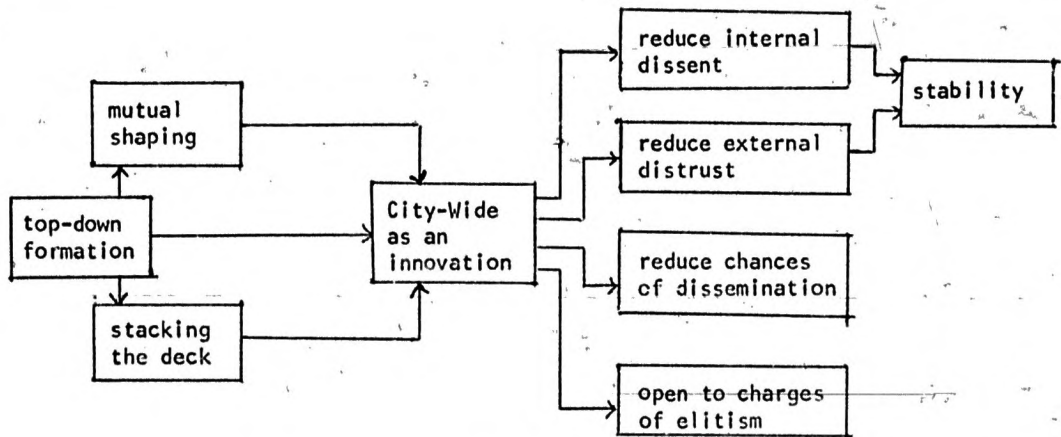 mutual
shaping
top-down
formation
stacking
the deck
City-Wide
as an
innovation
reduce internal
dissent
reduce external
distrust
reduce chances
of dissemination
open to charges
of elitism
stability